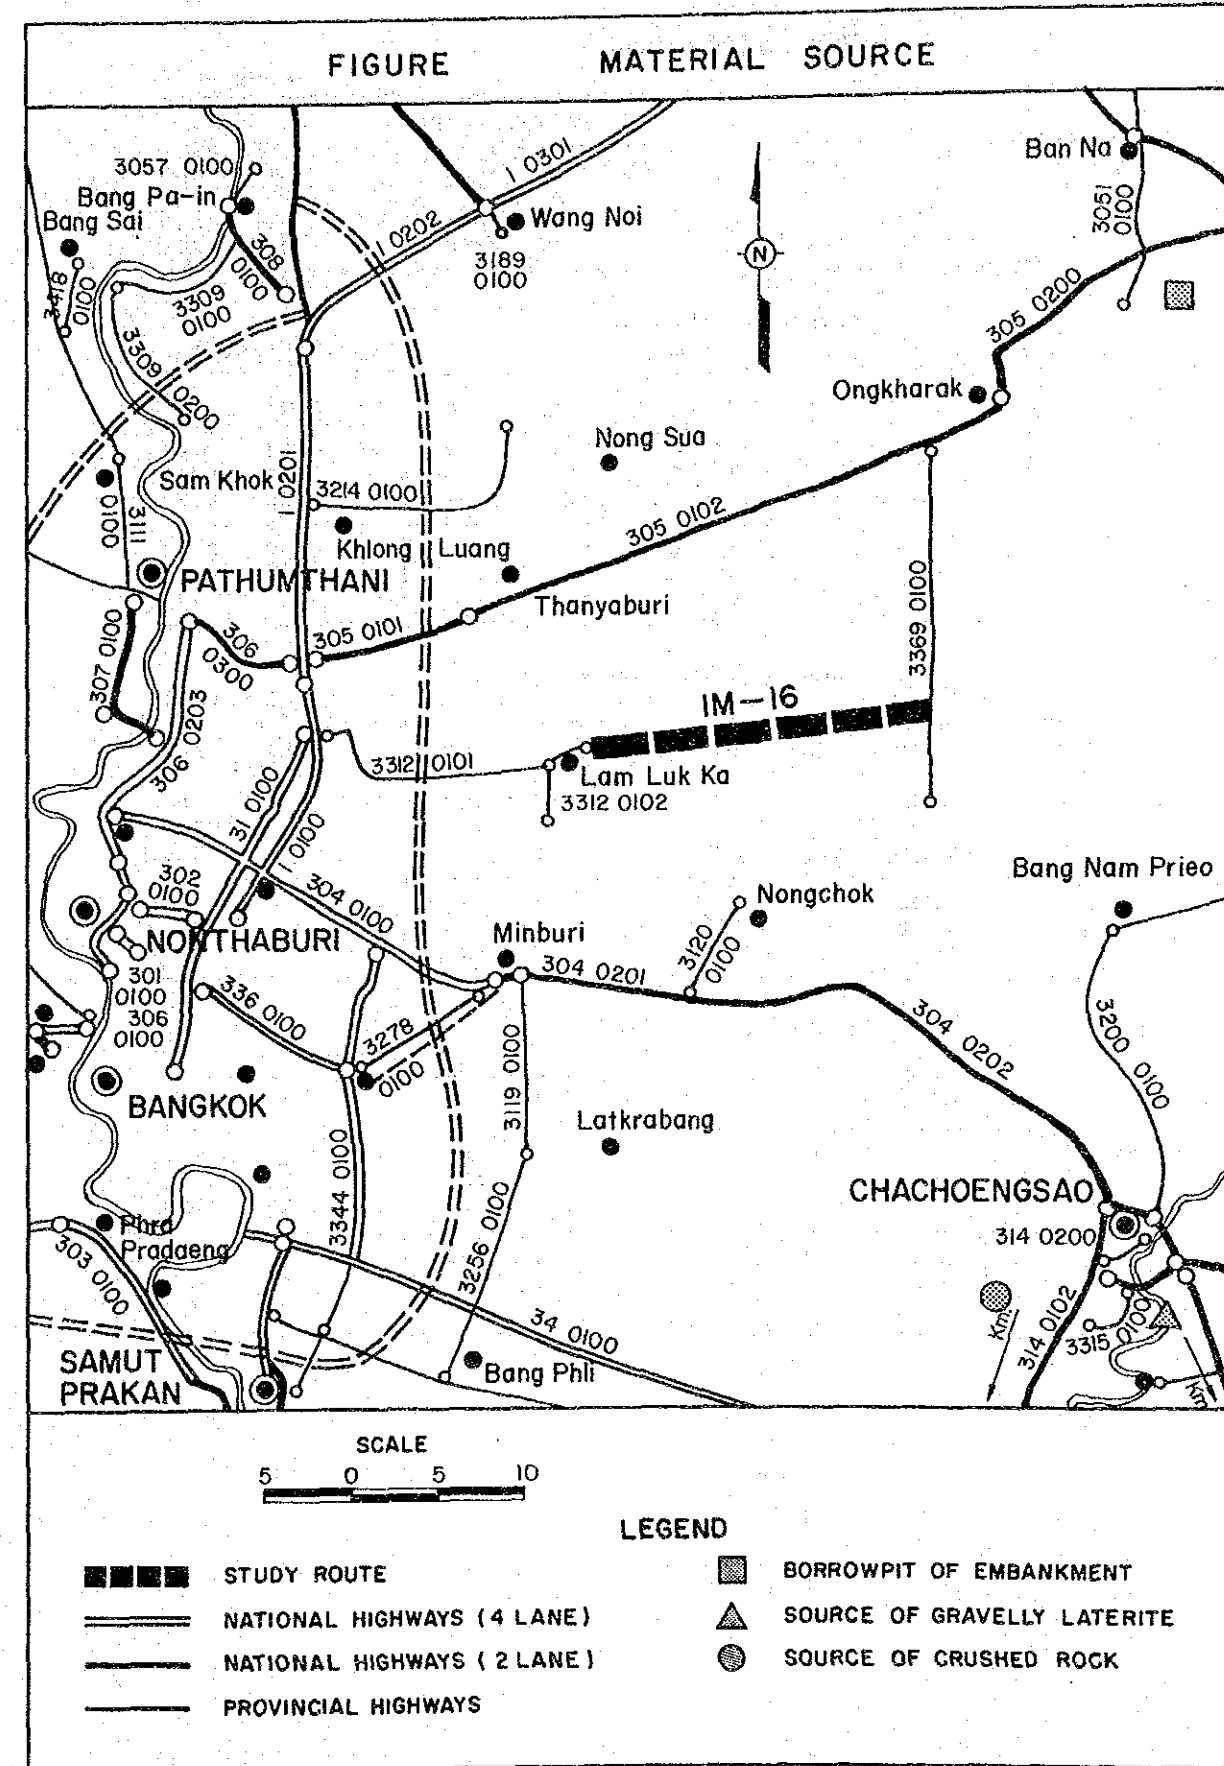 FIGURE MATERIAL SOURCE
3057 0100
Bang Pa-in
Bang Sai
308
0100
3418
0100
3309
0100
3309 0200
1 0301
1 0202
Wang Noi
3189
0100
Ban Na
3051
0100
N
305 0200
Ongkharak
Nong Sua
Sam Khok
1 0201
3214 0100
3111
0100
Khlong Luang
305 0102
PATHUMTHANI
Thanyaburi
306
0300
305 0101
307 0100
3369 0100
306 0203
IM-16
3312 0101
Lam Luk Ka
3312 0102
31 0100
1 0100
302
0100
304 0100
Bang Nam Prieo
Nongchok
NONTHABURI
Minburi
304 0201
3120
0100
301
0100
306
0100
336 0100
3278
0100
304 0202
3200 0100
3119 0100
BANGKOK
Latkrabang
3344 0100
CHACHOENGSAO
3256 0100
314 0200
Phra
Pradaeng
303 0100
34 0100
Km.
314 0102
3315 0100
Km.
SAMUT
PRAKAN
Bang Phli
SCALE
5 0 5 10
LEGEND
STUDY ROUTE
NATIONAL HIGHWAYS (4 LANE)
NATIONAL HIGHWAYS (2 LANE)
PROVINCIAL HIGHWAYS
BORROWPIT OF EMBANKMENT
SOURCE OF GRAVELLY LATERITE
SOURCE OF CRUSHED ROCK